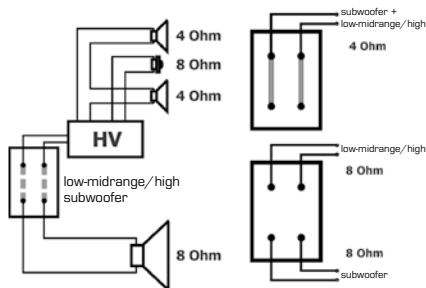 4 Ohm
8 Ohm
4 Ohm
HV
low-midrange/high
subwoofer
8 Ohm
subwoofer +
low-midrange/high
4 Ohm
low-midrange/high
8 Ohm
8 Ohm
subwoofer